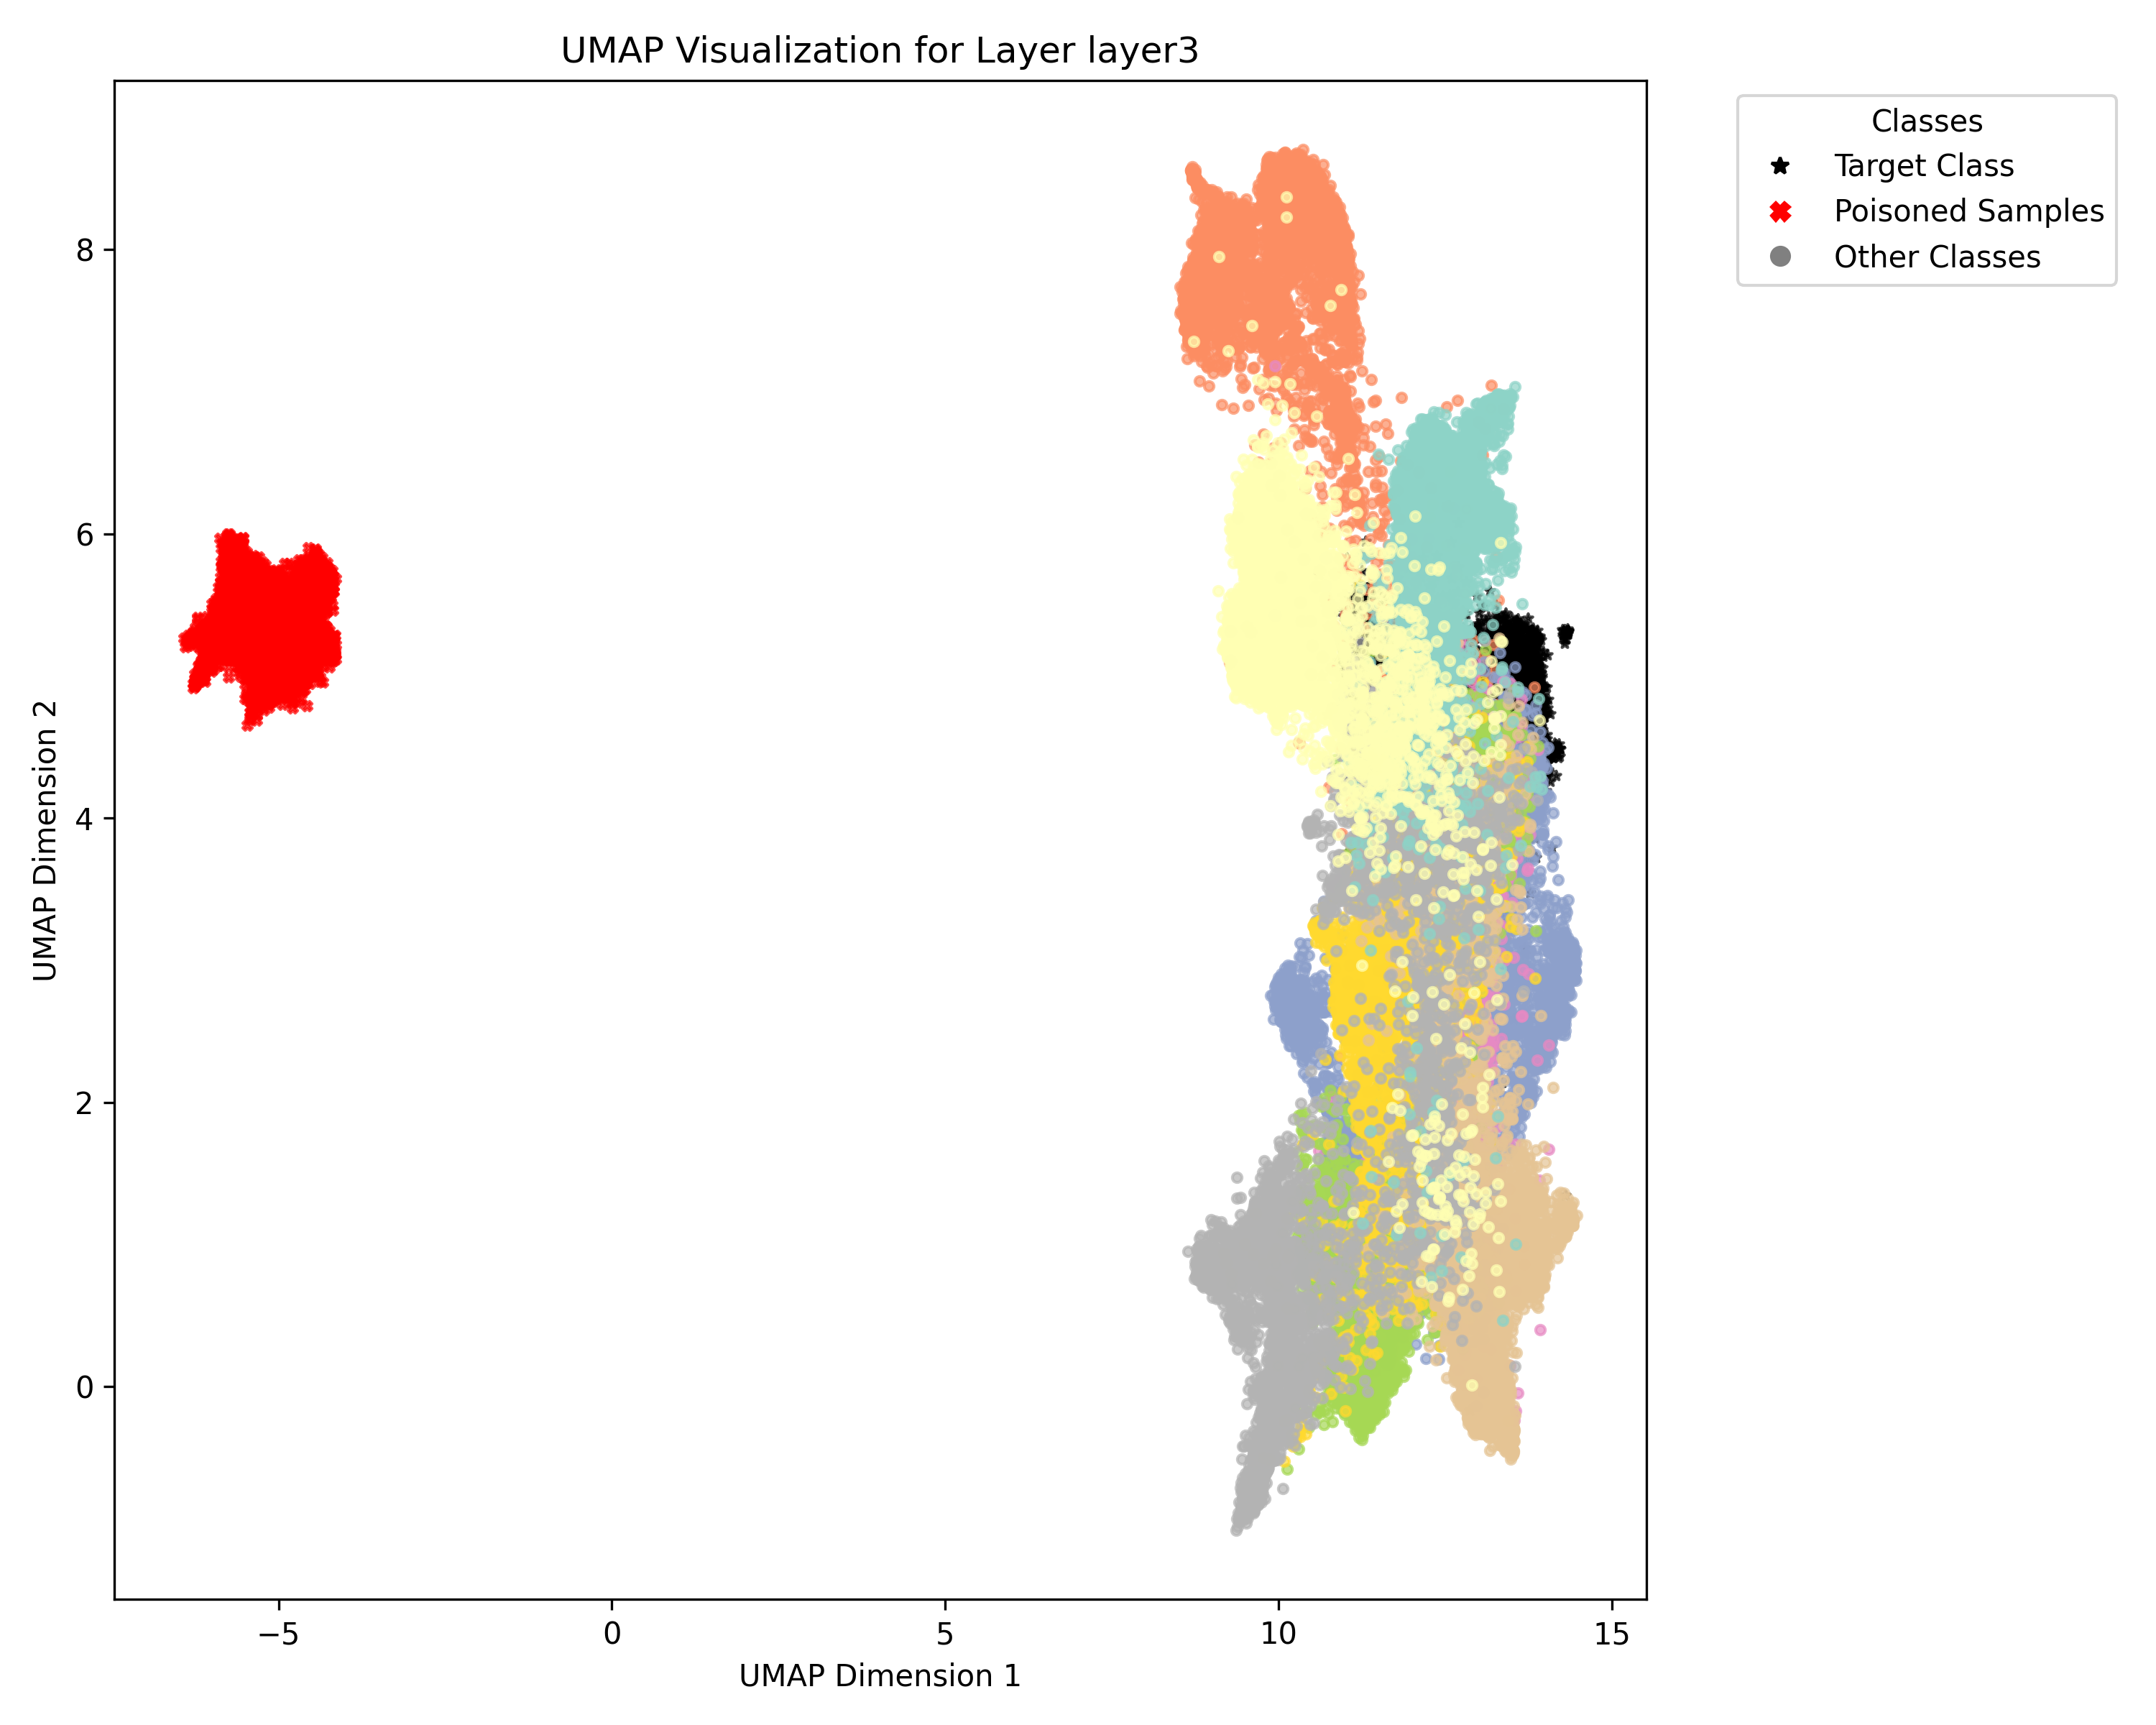 UMAP Visualization for Layer layer3
Classes
Target Class
Poisoned Samples
Other Classes
8
6
4
2
0
UMAP Dimension 2
−5
0
5
10
15
UMAP Dimension 1